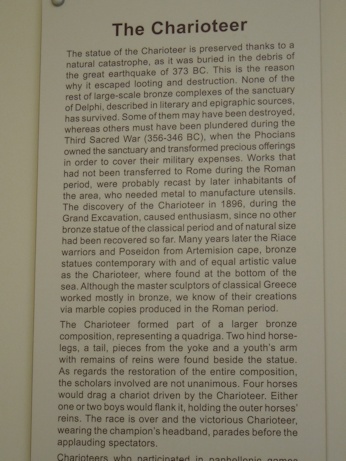 The Charioteer
The statue of the Charioteer is preserved thanks to a
natural catastrophe, as it was buried in the debris of
the great earthquake of 373 BC. This is the reason
why it escaped looting and destruction. None of the
rest of large-scale bronze complexes of the sanctuary
of Delphi, described in literary and epigraphic sources,
has survived. Some of them may have been destroyed,
whereas others must have been plundered during the
Third Sacred War (356-346 BC), when the Phocians
owned the sanctuary and transformed precious offerings
in order to cover their military expenses. Works that
had not been transferred to Rome during the Roman
period, were probably recast by later inhabitants of
the area, who needed metal to manufacture utensils.
The discovery of the Charioteer in 1896, during the
Grand Excavation, caused enthusiasm, since no other
bronze statue of the classical period and of natural size
had been recovered so far. Many years later the Riace
warriors and Poseidon from Artemision cape, bronze
statues contemporary with and of equal artistic value
as the Charioteer, where found at the bottom of the
sea. Although the master sculptors of classical Greece
worked mostly in bronze, we know of their creations
via marble copies produced in the Roman period.
The Charioteer formed part of a larger bronze
composition, representing a quadriga. Two hind horse-
legs, a tail, pieces from the yoke and a youth's arm
with remains of reins were found beside the statue.
As regards the restoration of the entire composition,
the scholars involved are not unanimous. Four horses
would drag a chariot driven by the Charioteer. Either
one or two boys would flank it, holding the outer horses'
reins. The race is over and the victorious Charioteer,
wearing the champion's headband, parades before the
applauding spectators.
Charioteers who participated in panhellenic games